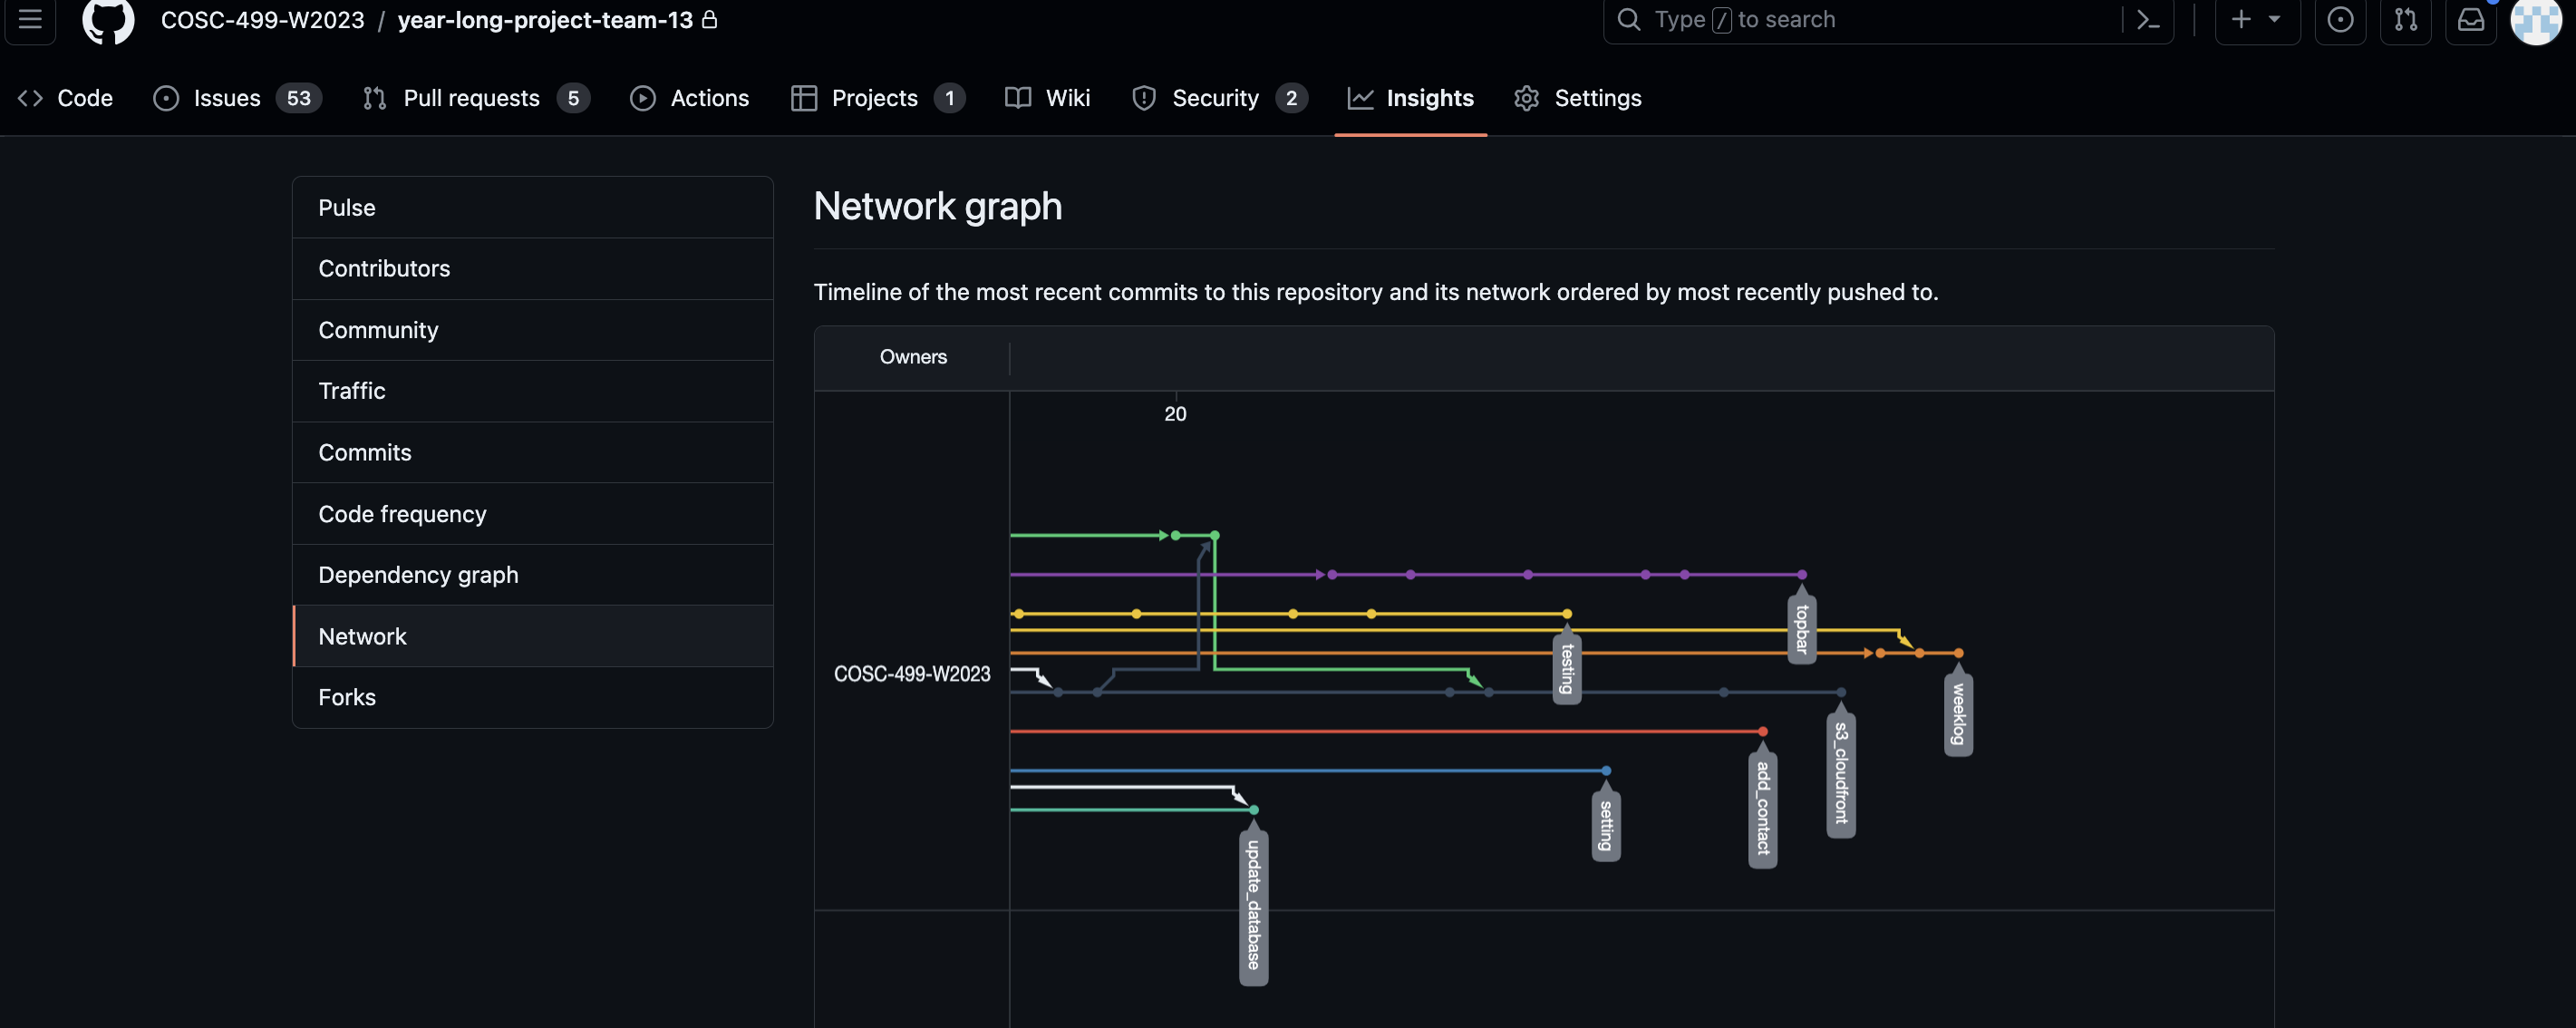 COSC-499-W2023 / year-long-project-team-13
Type / to search
Code
Issues 53
Pull requests 5
Actions
Projects 1
Wiki
Security 2
Insights
Settings
Pulse
Contributors
Community
Traffic
Commits
Code frequency
Dependency graph
Network
Forks
Network graph
Timeline of the most recent commits to this repository and its network ordered by most recently pushed to.
Owners
20
COSC-499-W2023
topbar
testing
weeklog
s3_cloudfront
add_contact
setting
update_database